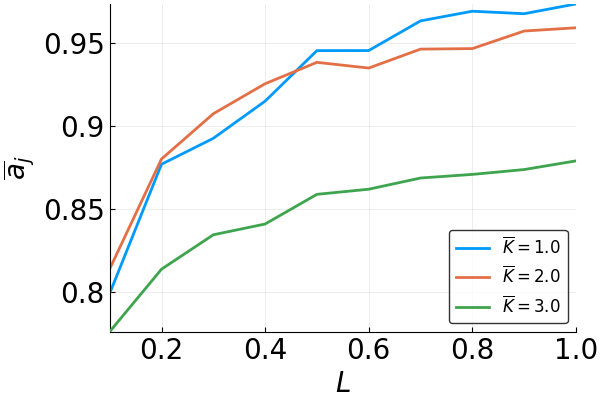 0.95
0.9
0.85
0.8
a̅ⱼ
0.2 0.4 0.6 0.8 1.0
L
K̅ = 1.0
K̅ = 2.0
K̅ = 3.0